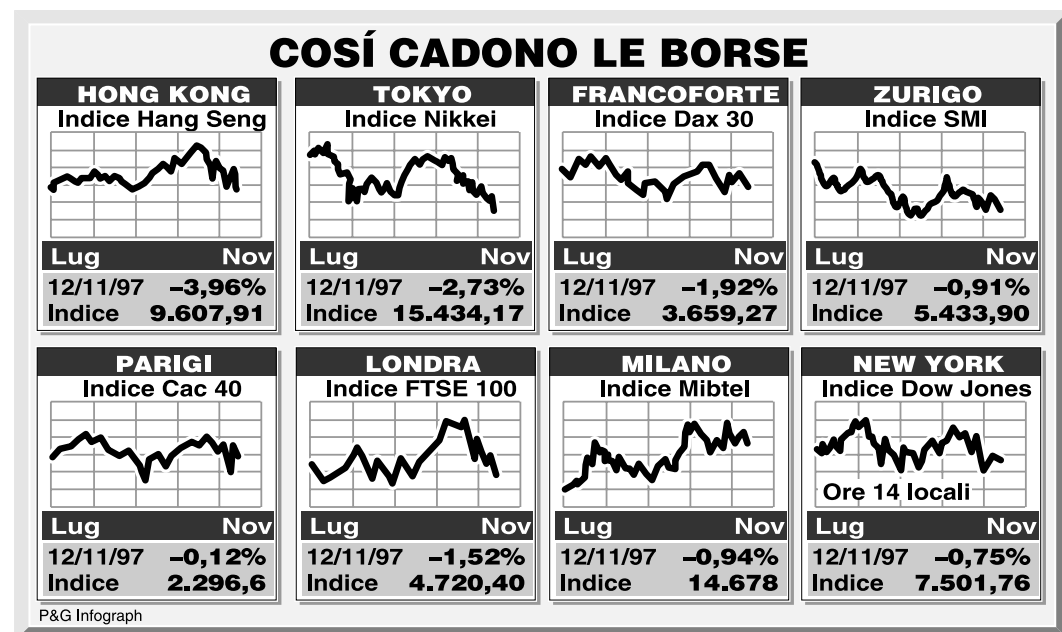 COSÍ CADONO LE BORSE
HONG KONG
Indice Hang Seng
Lug Nov
12/11/97 –3,96%
Indice 9.607,91
TOKYO
Indice Nikkei
Lug Nov
12/11/97 –2,73%
Indice 15.434,17
FRANCOFORTE
Indice Dax 30
Lug Nov
12/11/97 –1,92%
Indice 3.659,27
ZURIGO
Indice SMI
Lug Nov
12/11/97 –0,91%
Indice 5.433,90
PARIGI
Indice Cac 40
Lug Nov
12/11/97 –0,12%
Indice 2.296,6
LONDRA
Indice FTSE 100
Lug Nov
12/11/97 –1,52%
Indice 4.720,40
MILANO
Indice Mibtel
Lug Nov
12/11/97 –0,94%
Indice 14.678
NEW YORK
Indice Dow Jones
Ore 14 locali
Lug Nov
12/11/97 –0,75%
Indice 7.501,76
P&G Infograph